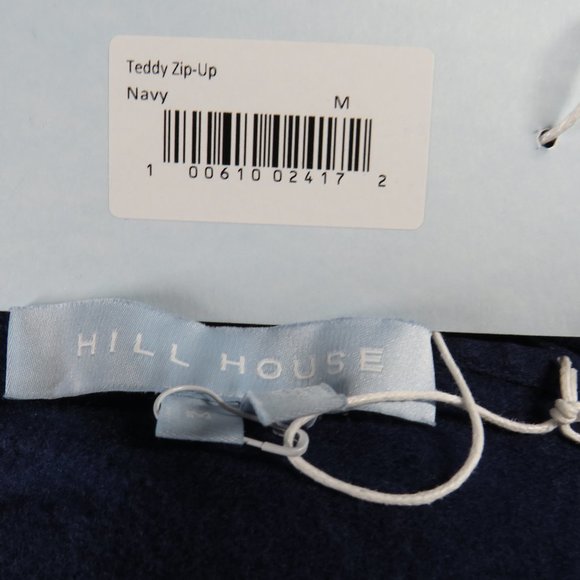 Teddy Zip-Up
Navy M
1 00610 02417 2
HILL HOUSE